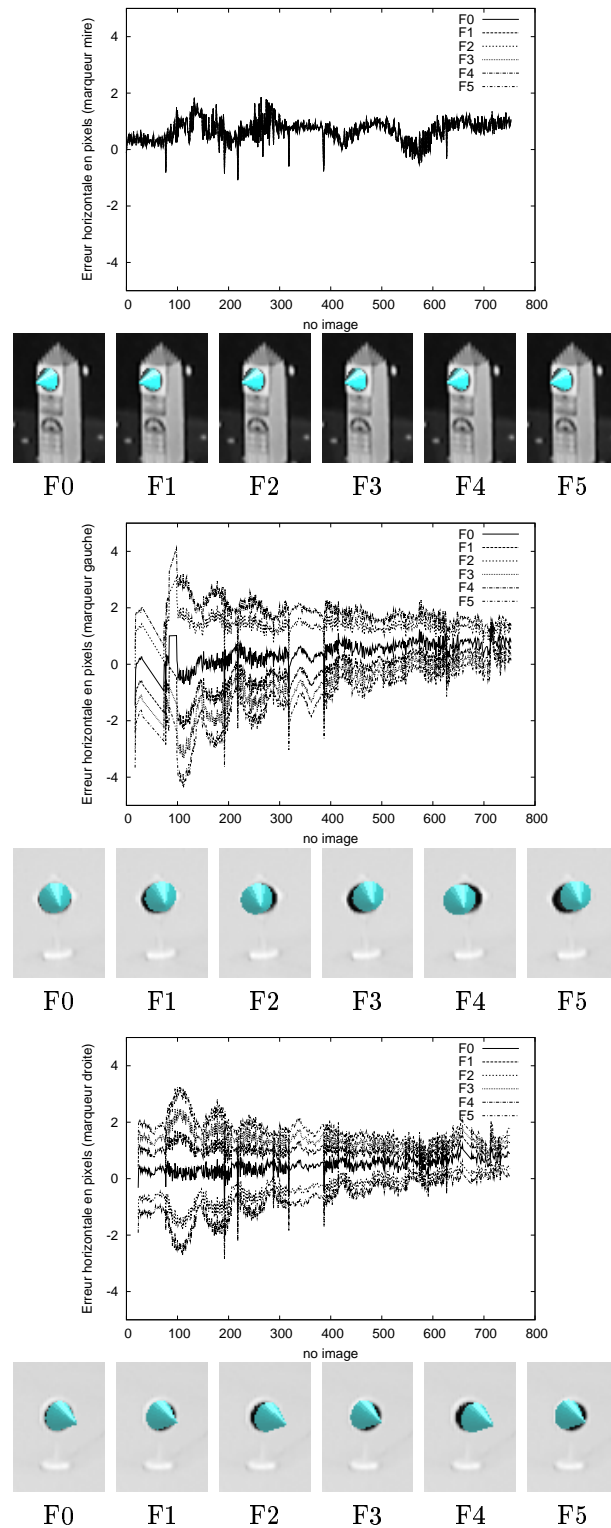 Erreur horizontale en pixels (marqueur mire)
4
2
0
-2
-4
F0
F1
F2
F3
F4
F5
0 100 200 300 400 500 600 700 800
no image
F0 F1 F2 F3 F4 F5
Erreur horizontale en pixels (marqueur gauche)
4
2
0
-2
-4
F0
F1
F2
F3
F4
F5
0 100 200 300 400 500 600 700 800
no image
F0 F1 F2 F3 F4 F5
Erreur horizontale en pixels (marqueur droite)
4
2
0
-2
-4
F0
F1
F2
F3
F4
F5
0 100 200 300 400 500 600 700 800
no image
F0 F1 F2 F3 F4 F5